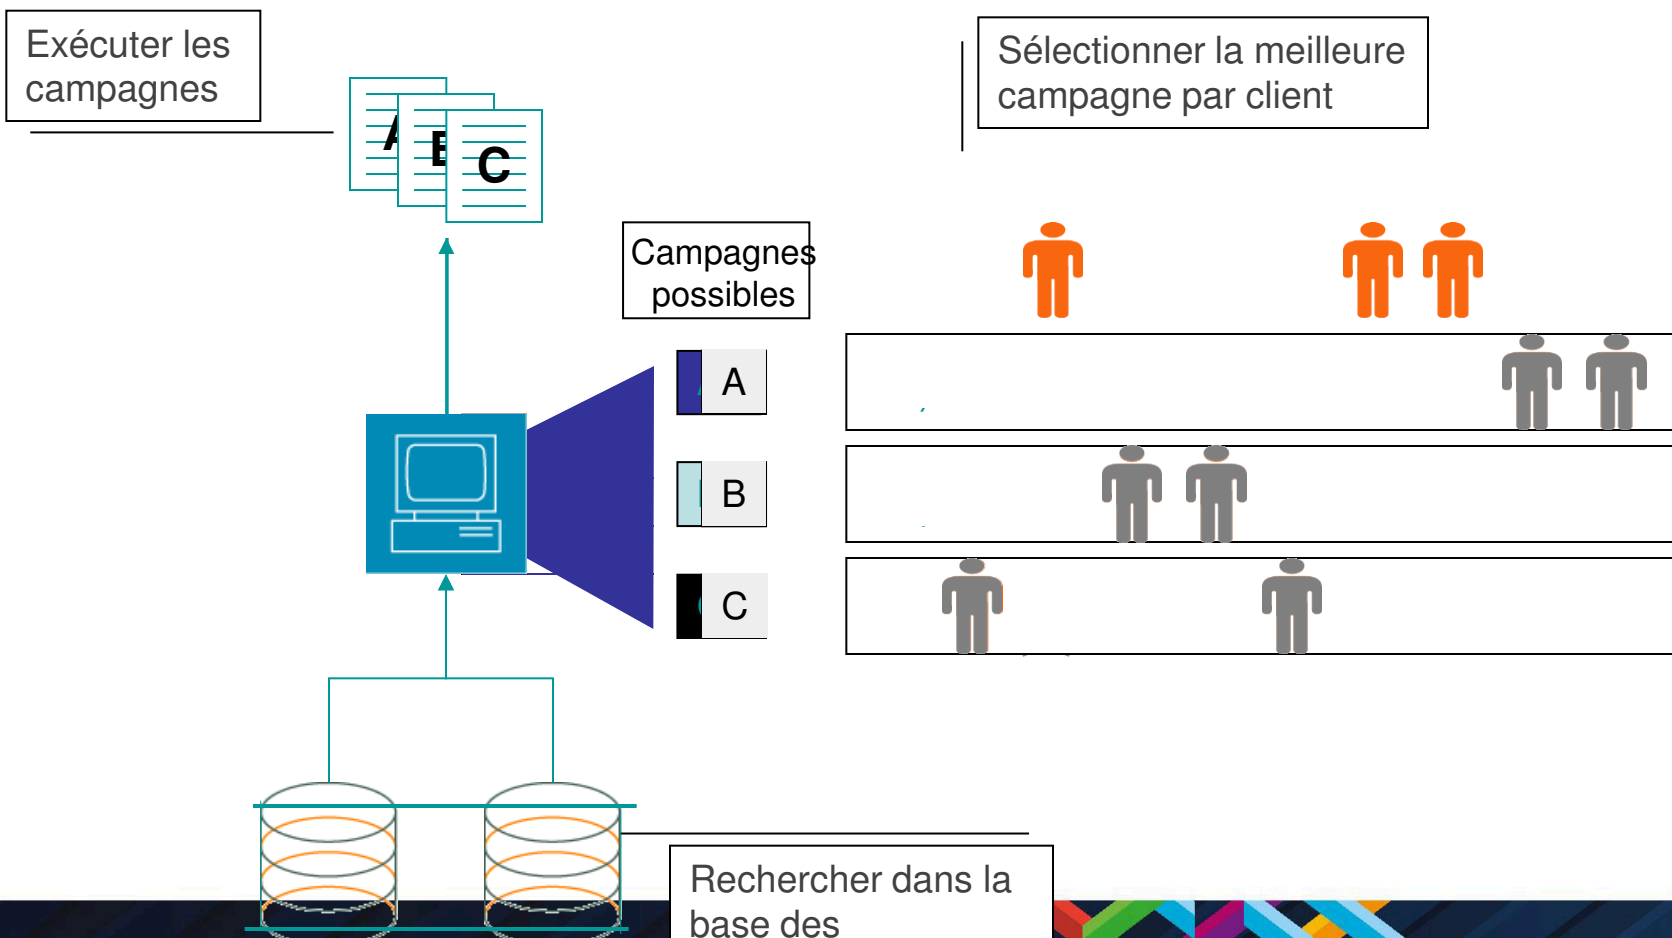 Exécuter les
campagnes
Sélectionner la meilleure
campagne par client
A
C
Campagnes
possibles
A
B
C
Rechercher dans la
base des